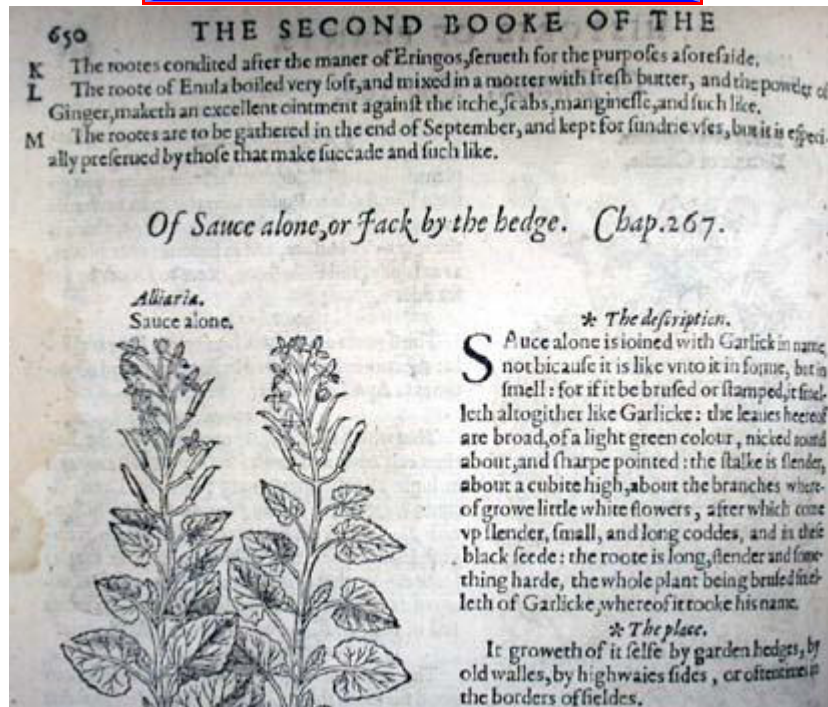 650 THE SECOND BOOKE OF THE
K The rootes condited after the maner of Eringos, ſerueth for the purpoſes aforeſaide,
L The roote of Enula boiled very ſoft, and mixed in a morter with freſh butter, and the powder of
Ginger, maketh an excellent ointment againſt the itche, ſcabs, mangineſſe, and ſuch like.
M The rootes are to be gathered in the end of September, and kept for ſundrie vſes, but it is eſpeci-
ally preſerued by thoſe that make ſuccade and ſuch like.
Of Sauce alone, or Jack by the hedge. Chap. 267.
Alliaria.
Sauce alone.
* The deſcription.
SAuce alone is ioined with Garlick in name
not bicauſe it is like vnto it in forme, but in
ſmell: for if it be bruſed or ſtamped, it ſmel-
leth altogither like Garlicke: the leaues heereof
are broad, of a light green colour, nicked round
about, and ſharpe pointed: the ſtalke is ſlender,
about a cubite high, about the branches where-
of growe little white flowers, after which come
vp ſlender, ſmall, and long coddes, and in theſe
black ſeede: the roote is long, ſlender and ſome-
thing harde, the whole plant being bruſed ſmel-
leth of Garlicke, whereof it tooke his name.
* The place.
It groweth of it ſelfe by garden hedges, by
old walles, by highwaies ſides, or oftentimes in
the borders of fieldes.